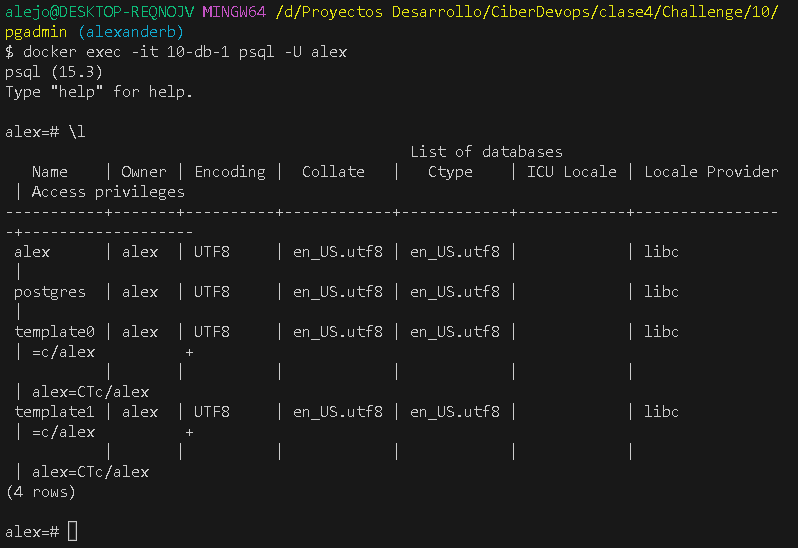 alejo@DESKTOP-REQNOJV MINGW64 /d/Proyectos Desarrollo/CiberDevops/clase4/Challenge/10/
pgadmin (alexanderb)
$ docker exec -it 10-db-1 psql -U alex
psql (15.3)
Type "help" for help.

alex=# \l
                                             List of databases
   Name    | Owner | Encoding |  Collate   |   Ctype    | ICU Locale | Locale Provider
 | Access privileges
-----------+-------+----------+------------+------------+------------+----------------
-+-------------------
 alex      | alex  | UTF8     | en_US.utf8 | en_US.utf8 |            | libc
 |
 postgres  | alex  | UTF8     | en_US.utf8 | en_US.utf8 |            | libc
 |
 template0 | alex  | UTF8     | en_US.utf8 | en_US.utf8 |            | libc
 | =c/alex          +
           |       |          |            |            |            |
 | alex=CTc/alex
 template1 | alex  | UTF8     | en_US.utf8 | en_US.utf8 |            | libc
 | =c/alex          +
           |       |          |            |            |            |
 | alex=CTc/alex
(4 rows)

alex=#